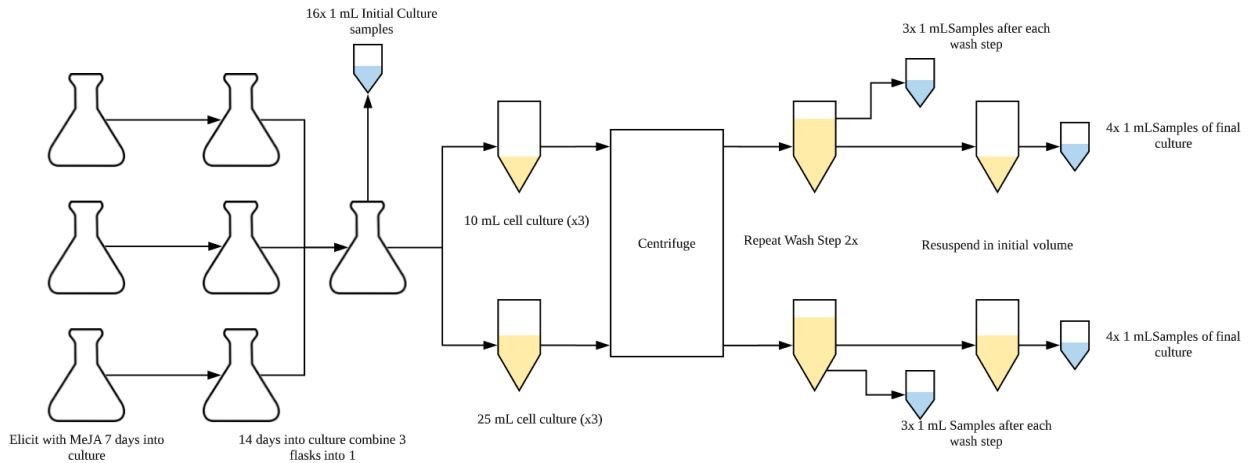 16x 1 mL Initial Culture
samples
3x 1 mLSamples after each
wash step
4x 1 mLSamples of final
culture
10 mL cell culture (x3)
Centrifuge
Repeat Wash Step 2x
Resuspend in initial volume
4x 1 mLSamples of final
culture
25 mL cell culture (x3)
3x 1 mL Samples after each
wash step
Elicit with MeJA 7 days into
culture
14 days into culture combine 3
flasks into 1